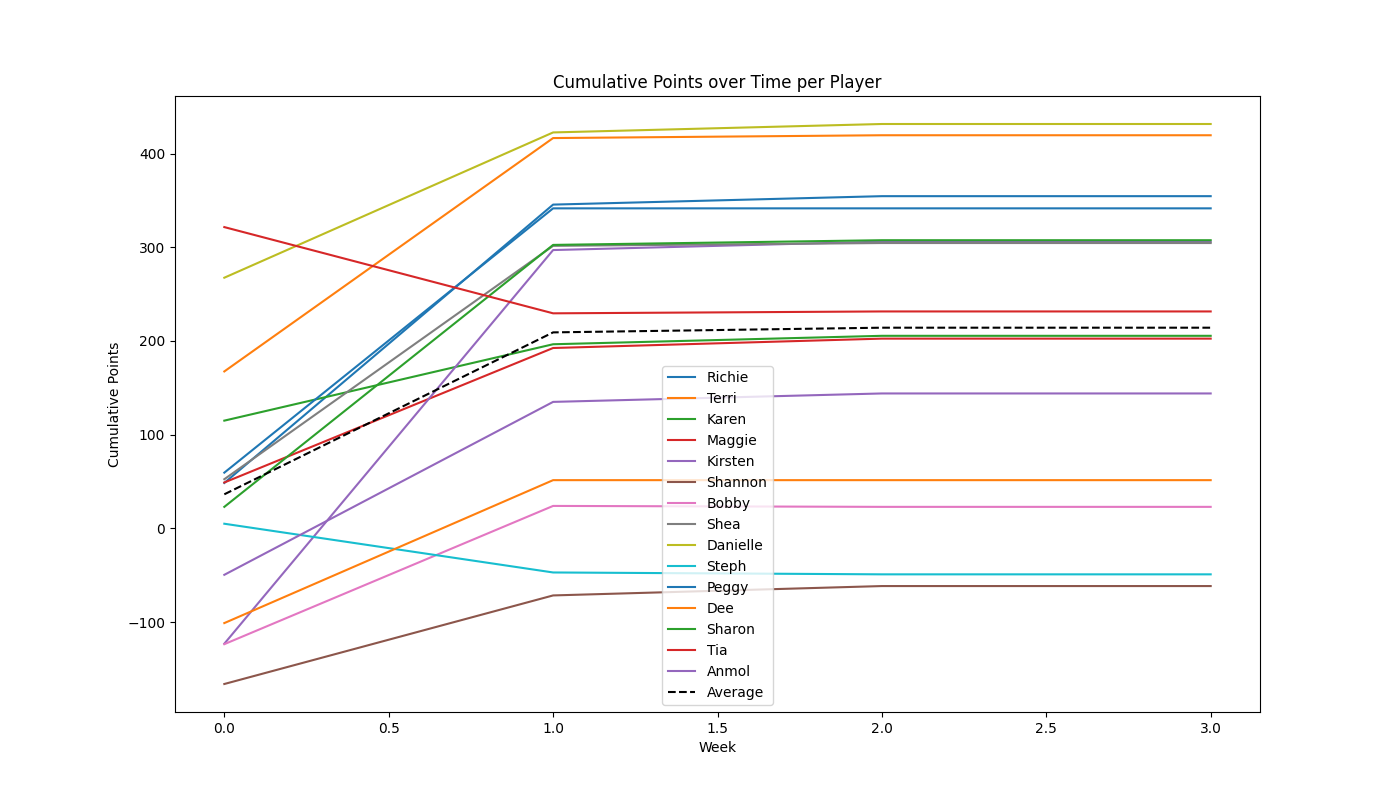 Cumulative Points over Time per Player
Cumulative Points
400
300
200
100
0
−100
Richie
Terri
Karen
Maggie
Kirsten
Shannon
Bobby
Shea
Danielle
Steph
Peggy
Dee
Sharon
Tia
Anmol
Average
0.0 0.5 1.0 1.5 2.0 2.5 3.0
Week